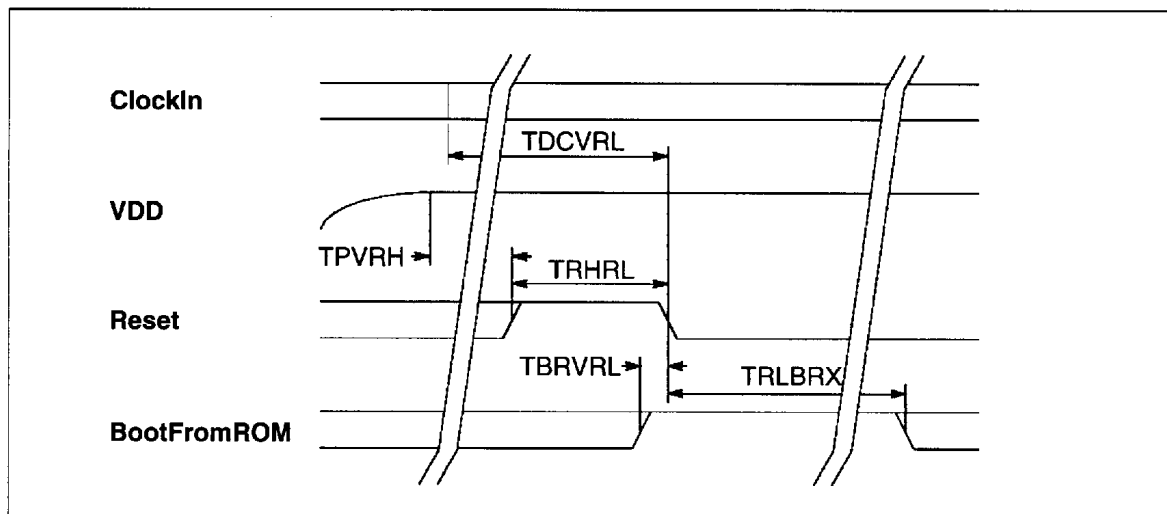 ClockIn
TDCVRL
VDD
TPVRH
TRHRL
Reset
TBRVRL
TRLBRX
BootFromROM